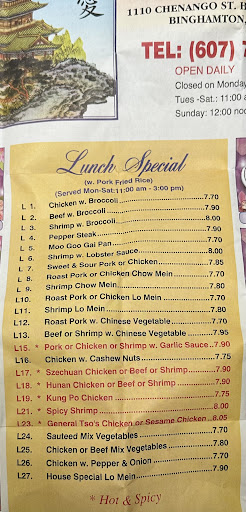 愛
1110 CHENANGO ST.
BINGHAMTON,
TEL: (607)
OPEN DAILY
Closed on
Tues -Sat.: 11:00
Sunday: 12:00
Lunch Special
(w. Pork Fried Rice)
(Served Mon-Sat:11:00 am - 3:00 pm)
L 1. Chicken w. Broccoli 7.70
L 2. Beef w. Broccoli 7.90
L 3. Shrimp w. Broccoli 8.00
L 4. Pepper Steak 7.90
L 5. Moo Goo Gai Pan 7.70
L 6. Shrimp w. Lobster Sauce 8.00
L 7. Sweet & Sour Pork or Chicken 7.85
L 8. Roast Pork or Chicken Chow Mein 7.70
L 9. Shrimp Chow Mein 7.80
L10. Roast Pork or Chicken Lo Mein 7.70
L11. Shrimp Lo Mein 7.80
L12. Roast Pork w. Chinese Vegetable 7.70
L13. Beef or Shrimp w. Chinese Vegetable 7.95
L15. * Pork or Chicken or Shrimp w. Garlic Sauce 7.90
L16. Chicken w. Cashew Nuts 7.75
L17. * Szechuan Chicken or Beef or Shrimp 7.90
L18. * Hunan Chicken or Beef or Shrimp 7.90
L19. * Kung Po Chicken 7.75
L21. * Spicy Shrimp 8.00
L23. * General Tso's Chicken or Sesame Chicken 8.05
L24. Sauteed Mix Vegetables 7.70
L25. Chicken or Beef Mix Vegetables 7.80
L26. Chicken w. Pepper & Onion 7.70
L27. House Special Lo Mein 7.90
* Hot & Spicy